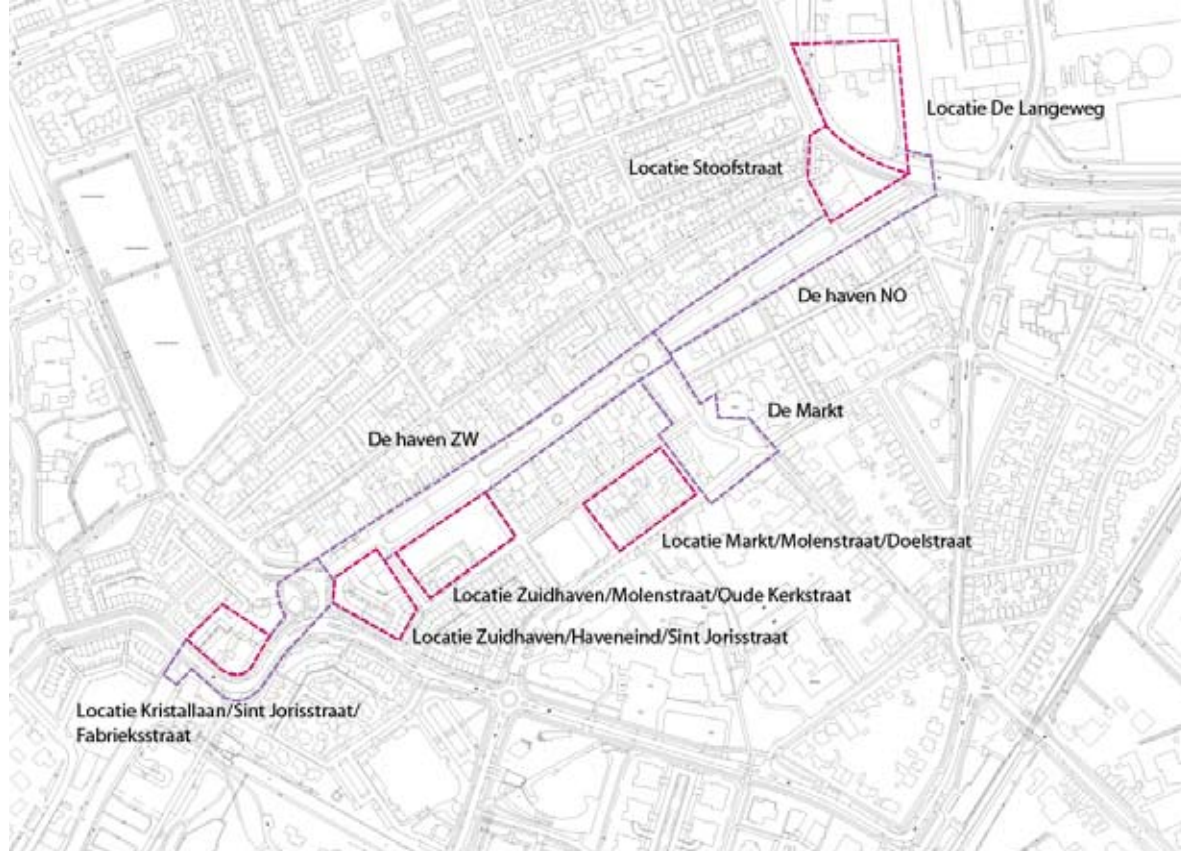 Locatie De Langeweg
Locatie Stoofstraat
De haven NO
De Markt
De haven ZW
Locatie Markt/Molenstraat/Doelstraat
Locatie Zuidhaven/Molenstraat/Oude Kerkstraat
Locatie Zuidhaven/Haveneind/Sint Jorisstraat
Locatie Kristallaan/Sint Jorisstraat/
Fabrieksstraat